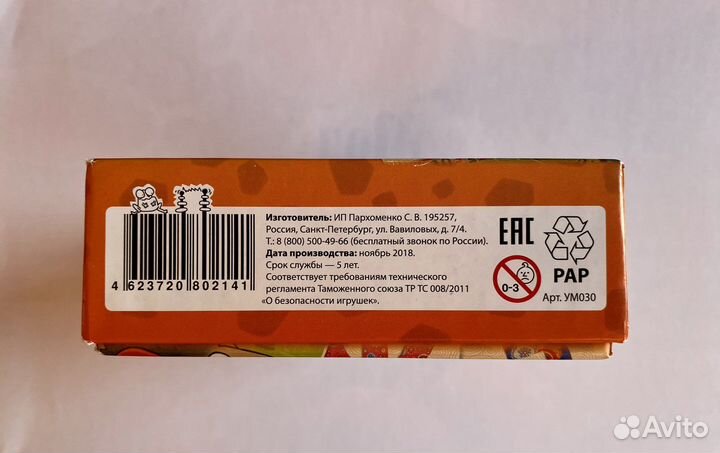 Изготовитель: ИП Пархоменко С. В. 195257,
Россия, Санкт-Петербург, ул. Вавиловых, д. 7/4.
Т.: 8 (800) 500-49-66 (бесплатный звонок по России).
Дата производства: ноябрь 2018.
Срок службы — 5 лет.
Соответствует требованиям технического
регламента Таможенного союза ТР ТС 008/2011
«О безопасности игрушек».
4 623720 802141
EAC
0-3
PAP
Арт. УМ030
Avito